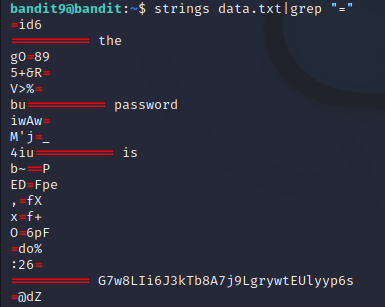 bandit9@bandit:~$ strings data.txt|grep "="
=id6
========== the
gO=89
5+&R=
V>%=
bu========== password
iwAw=
M'j=_
4iu========== is
b~==P
ED=Fpe
,=fX
x=f+
O=6pF
=do%
:26=
========== G7w8LIi6J3kTb8A7j9LgrywtEUlyyp6s
=@dZ